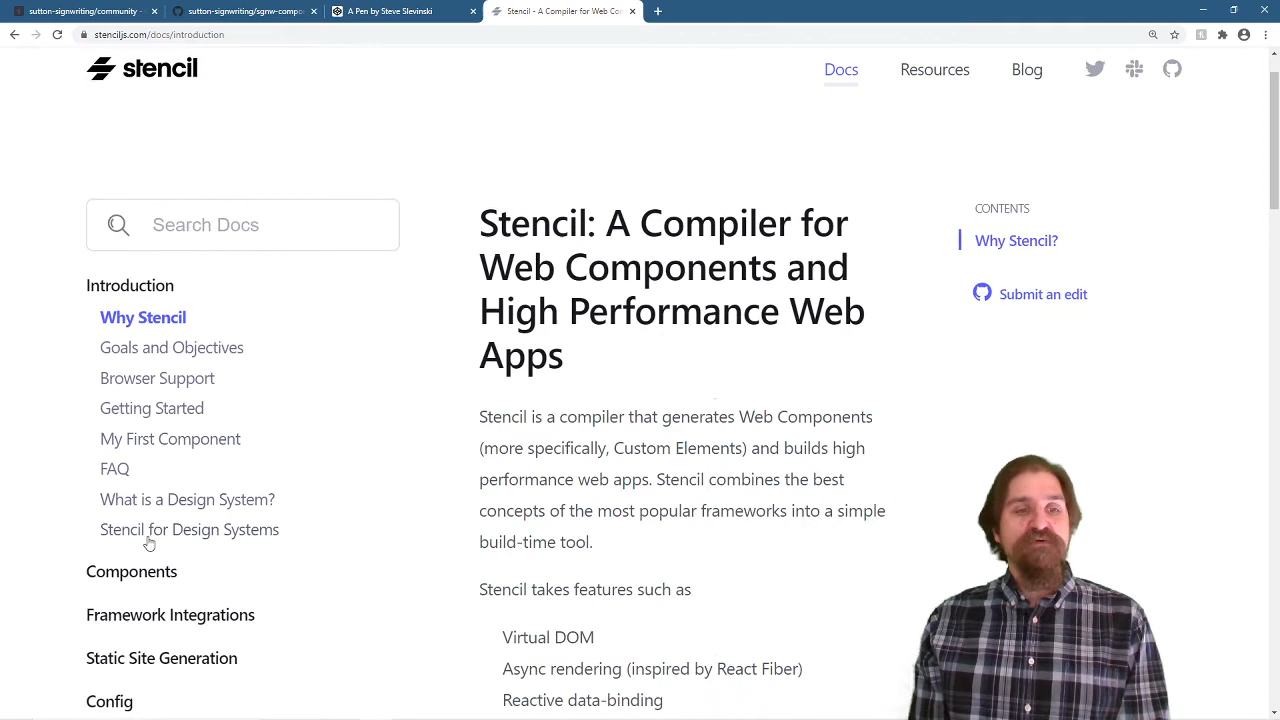 sutton-signwriting/community -
sutton-signwriting/sgnw-compo
A Pen by Steve Slevinski
Stencil - A Compiler for Web Com
stenciljs.com/docs/introduction
stencil
Docs
Resources
Blog
Search Docs
Introduction
Why Stencil
Goals and Objectives
Browser Support
Getting Started
My First Component
FAQ
What is a Design System?
Stencil for Design Systems
Components
Framework Integrations
Static Site Generation
Config
Stencil: A Compiler for
Web Components and
High Performance Web
Apps
Stencil is a compiler that generates Web Components
(more specifically, Custom Elements) and builds high
performance web apps. Stencil combines the best
concepts of the most popular frameworks into a simple
build-time tool.
Stencil takes features such as
Virtual DOM
Async rendering (inspired by React Fiber)
Reactive data-binding
CONTENTS
Why Stencil?
Submit an edit